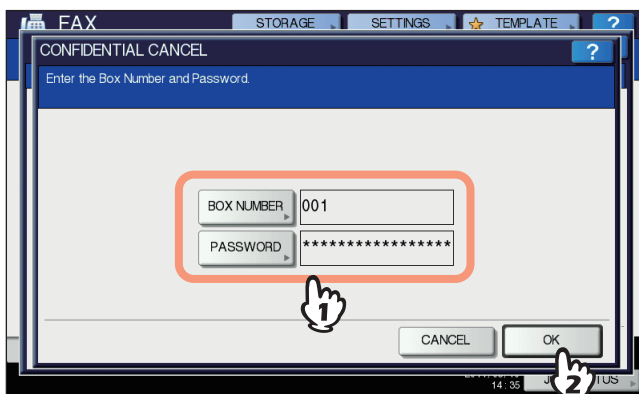 FAX STORAGE SETTINGS TEMPLATE ?
CONFIDENTIAL CANCEL ?
Enter the Box Number and Password.
BOX NUMBER 001
PASSWORD *****************
1
CANCEL OK
14:35
2